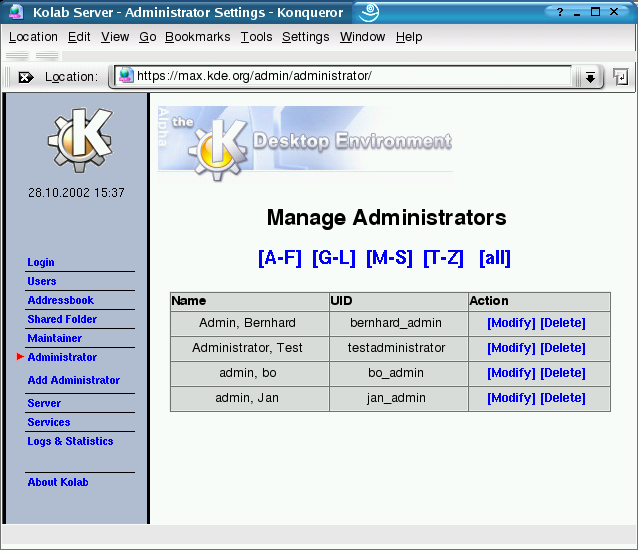 Kolab Server - Administrator Settings - Konqueror
Location Edit View Go Bookmarks Tools Settings Window Help
Location: https://max.kde.org/admin/administrator/
K
28.10.2002 15:37
Login
Users
Addressbook
Shared Folder
Maintainer
Administrator
Add Administrator
Server
Services
Logs & Statistics
About Kolab
Alpha
the K Desktop Environment
Manage Administrators
[A-F] [G-L] [M-S] [T-Z] [all]
Name UID Action
Admin, Bernhard bernhard_admin [Modify] [Delete]
Administrator, Test testadministrator [Modify] [Delete]
admin, bo bo_admin [Modify] [Delete]
admin, Jan jan_admin [Modify] [Delete]